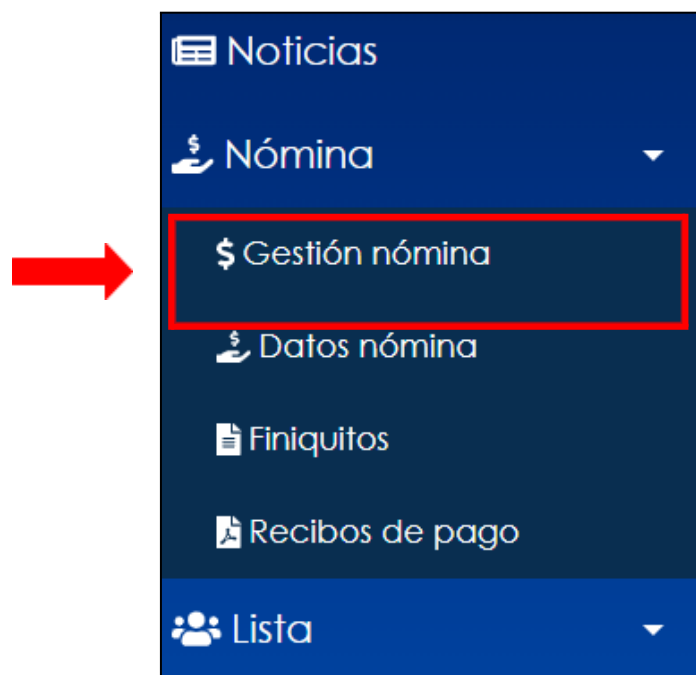 Noticias
Nómina
$ Gestión nómina
Datos nómina
Finiquitos
Recibos de pago
Lista